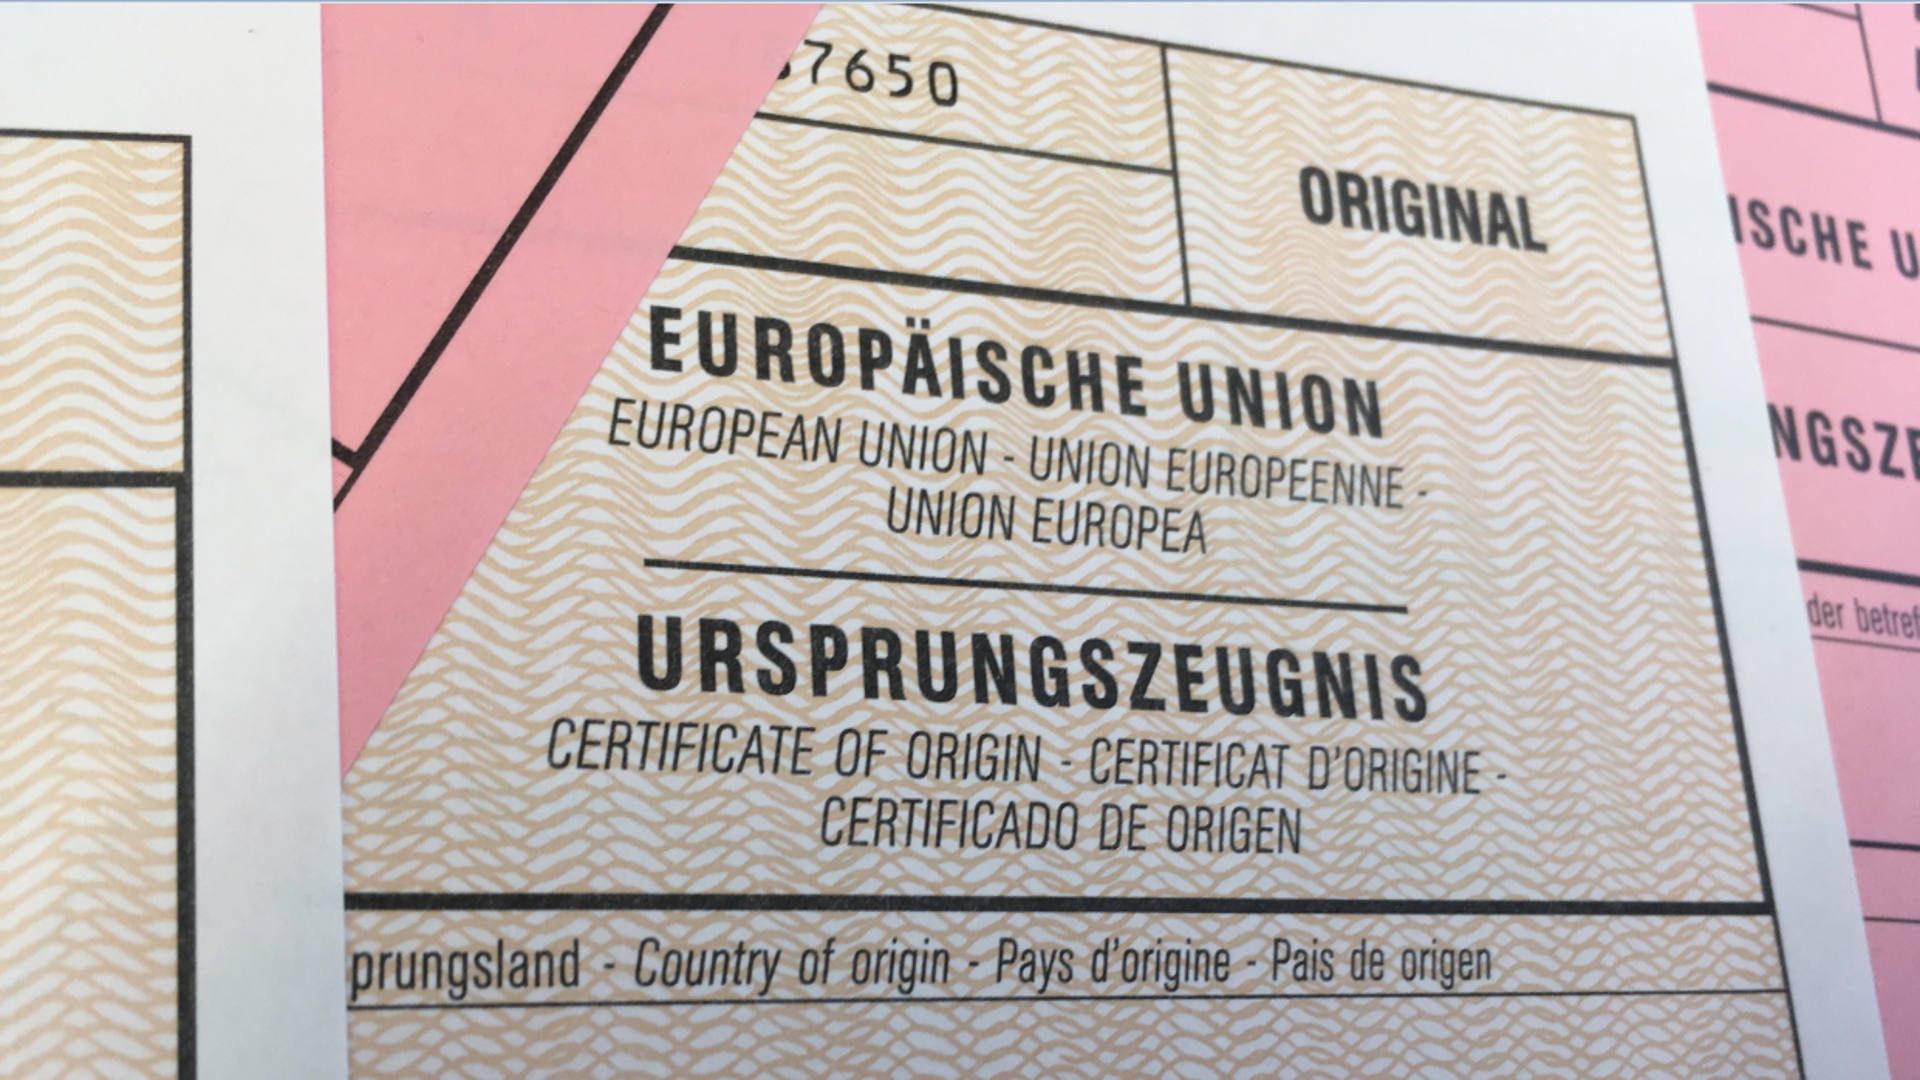 7650
ORIGINAL
EUROPÄISCHE UNION
EUROPEAN UNION - UNION EUROPEENNE -
UNION EUROPEA
URSPRUNGSZEUGNIS
CERTIFICATE OF ORIGIN - CERTIFICAT D'ORIGINE -
CERTIFICADO DE ORIGEN
prungsland - Country of origin - Pays d'origine - Pais de origen
ISCHE U
NGSZE
der betref